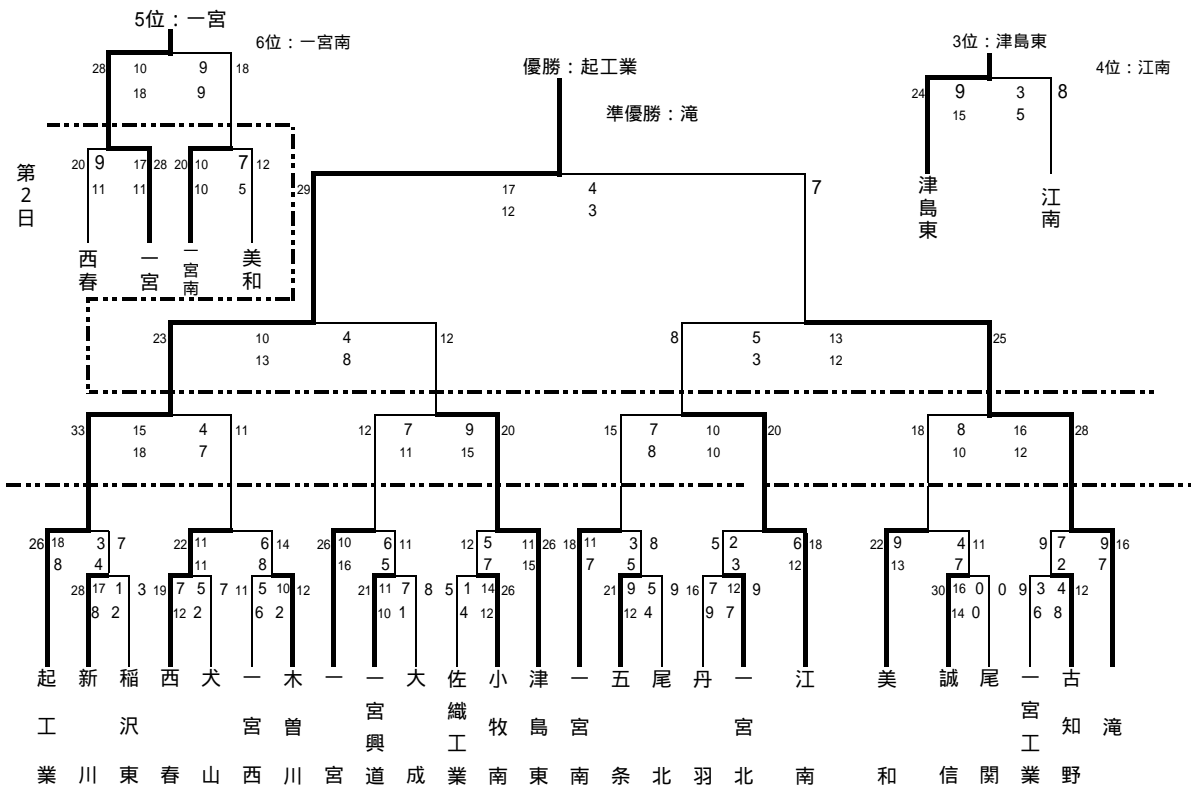 5位：一宮
6位：一宮南
3位：津島東
4位：江南
優勝：起工業
準優勝：滝
28 10 9 18
18 9
24 9 3 8
15 5
第2日
20 9 17 28 20 10 7 12
11 11 10 5
29 17 4 7
12 3
西春 一宮 一宮南 美和
津島東 江南
23 10 4 12 8 5 13 25
13 8 3 12
33 15 4 11 12 7 9 20 15 7 10 20 18 8 16 28
18 7 11 15 8 10 10 12
26 18 3 7 22 11 6 14 26 10 6 11 12 5 11 26 18 11 3 8 5 2 6 18 22 9 4 11 9 7 9 16
8 4 11 8 16 5 7 15 7 5 3 12 13 7 2 7
28 17 1 3 19 7 5 7 11 5 10 12 21 11 7 8 5 1 14 26 21 9 5 9 16 7 12 9 30 16 0 0 9 3 4 12
8 2 12 2 6 2 10 1 4 12 12 4 9 7 14 0 6 8
起工業 新川 稲沢東 西春 犬山 一宮西 木曽川 一宮 一宮興道 大成 佐織工業 小牧南 津島東 一宮南 五条 尾北 丹羽 一宮北 江南 美和 誠信 尾関 一宮工業 古知野 滝